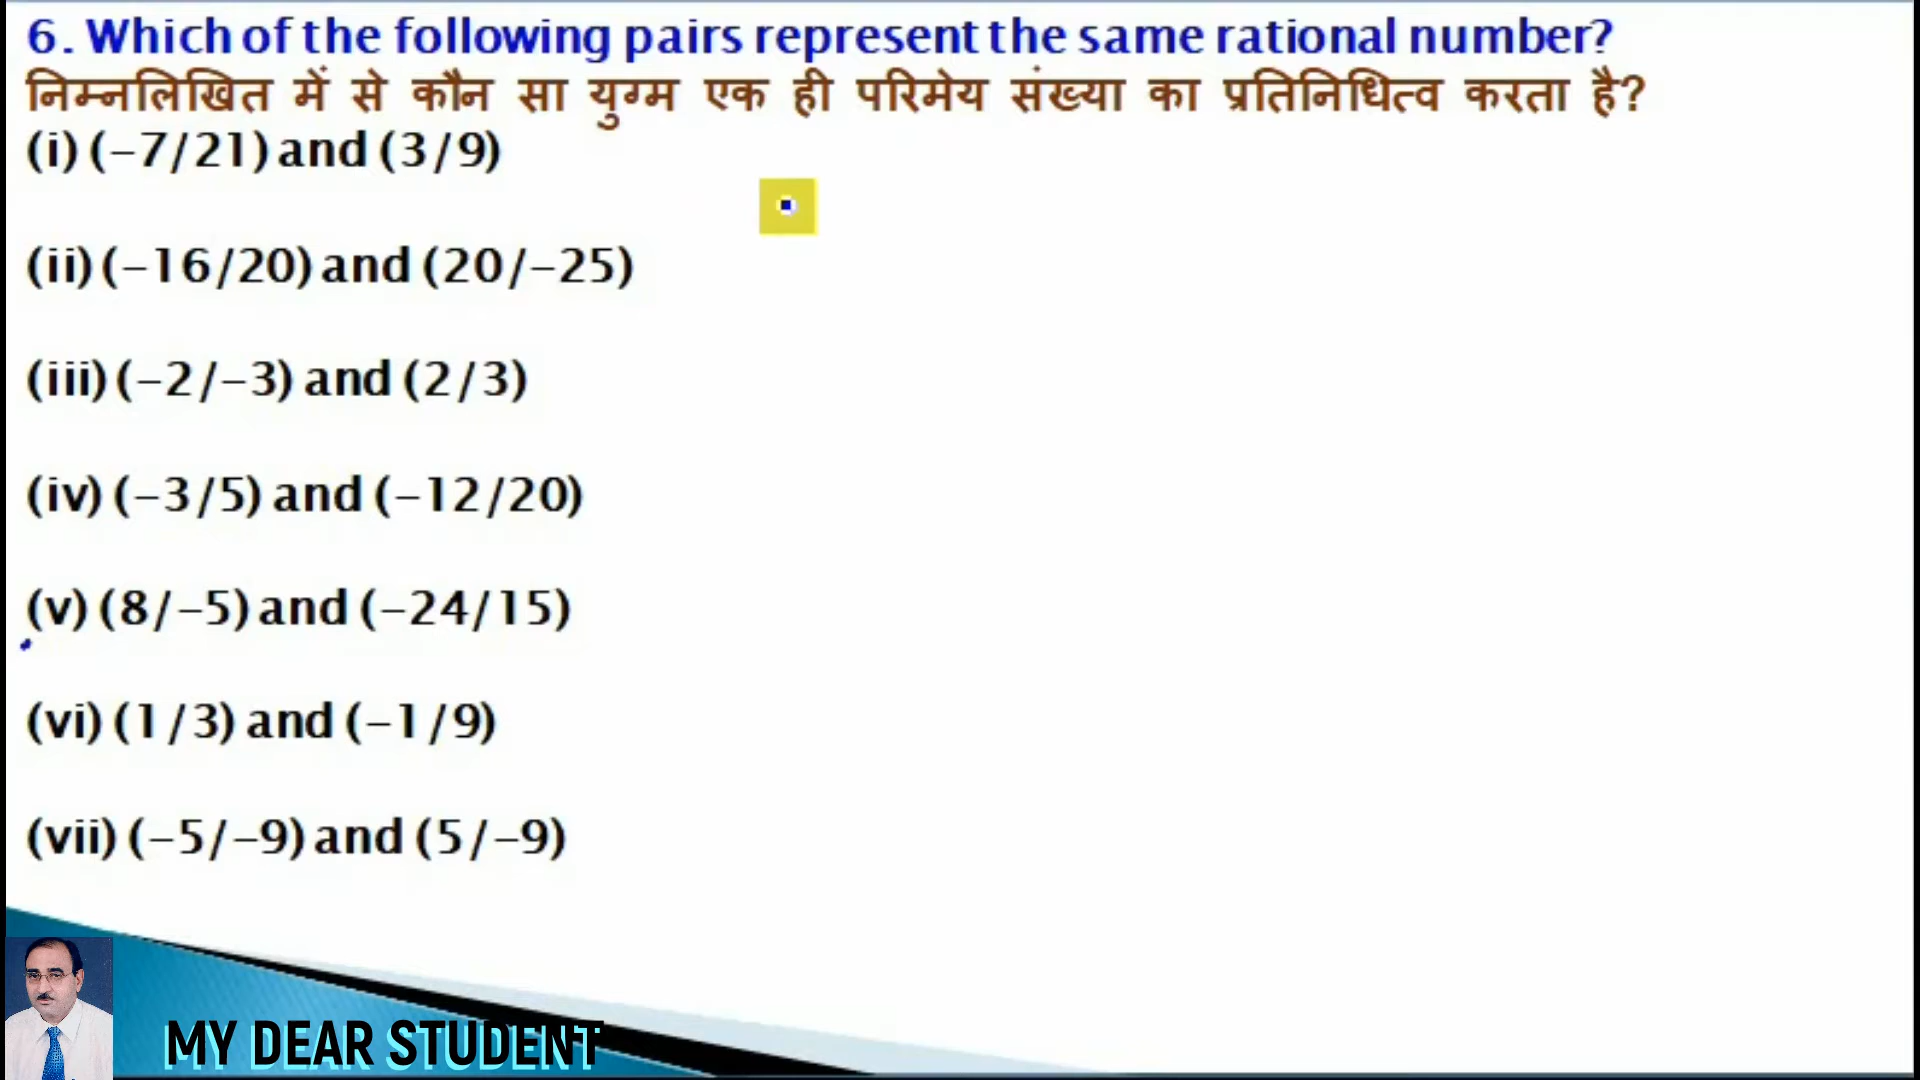 6. Which of the following pairs represent the same rational number?
निम्नलिखित में से कौन सा युग्म एक ही परिमेय संख्या का प्रतिनिधित्व करता है?
(i) (–7/21) and (3/9)
(ii) (–16/20) and (20/–25)
(iii) (–2/–3) and (2/3)
(iv) (–3/5) and (–12/20)
(v) (8/–5) and (–24/15)
(vi) (1/3) and (–1/9)
(vii) (–5/–9) and (5/–9)
MY DEAR STUDENT